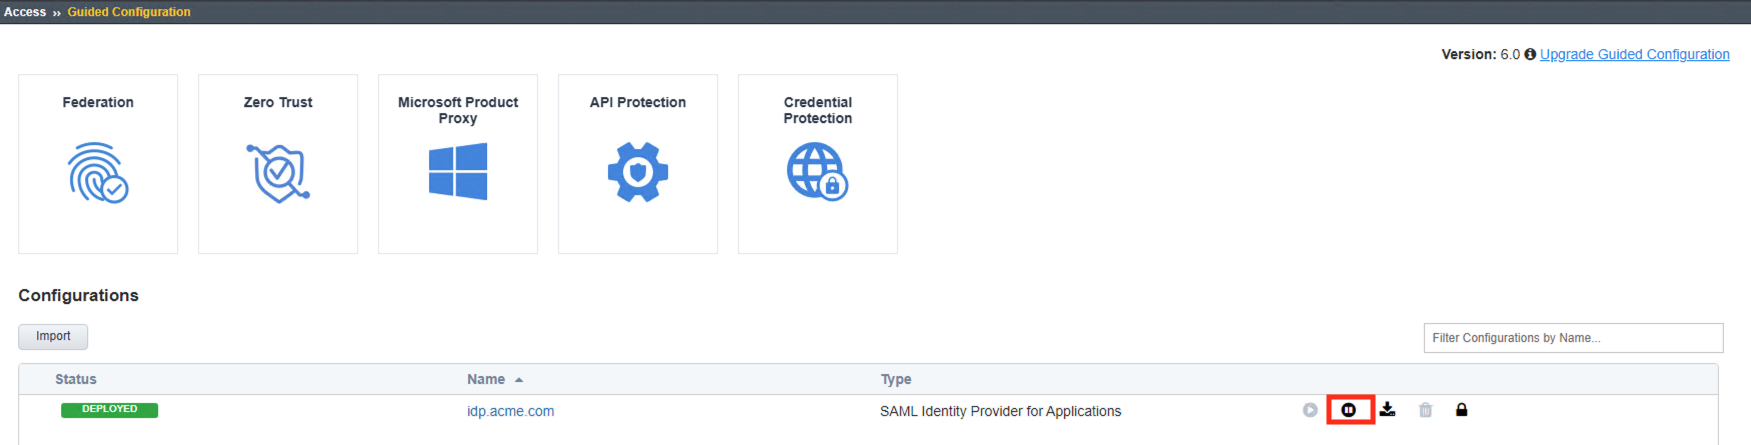 Access ›› Guided Configuration
Version: 6.0 Upgrade Guided Configuration
Federation
Zero Trust
Microsoft Product
Proxy
API Protection
Credential
Protection
Configurations
Import
Filter Configurations by Name...
Status Name Type
DEPLOYED idp.acme.com SAML Identity Provider for Applications